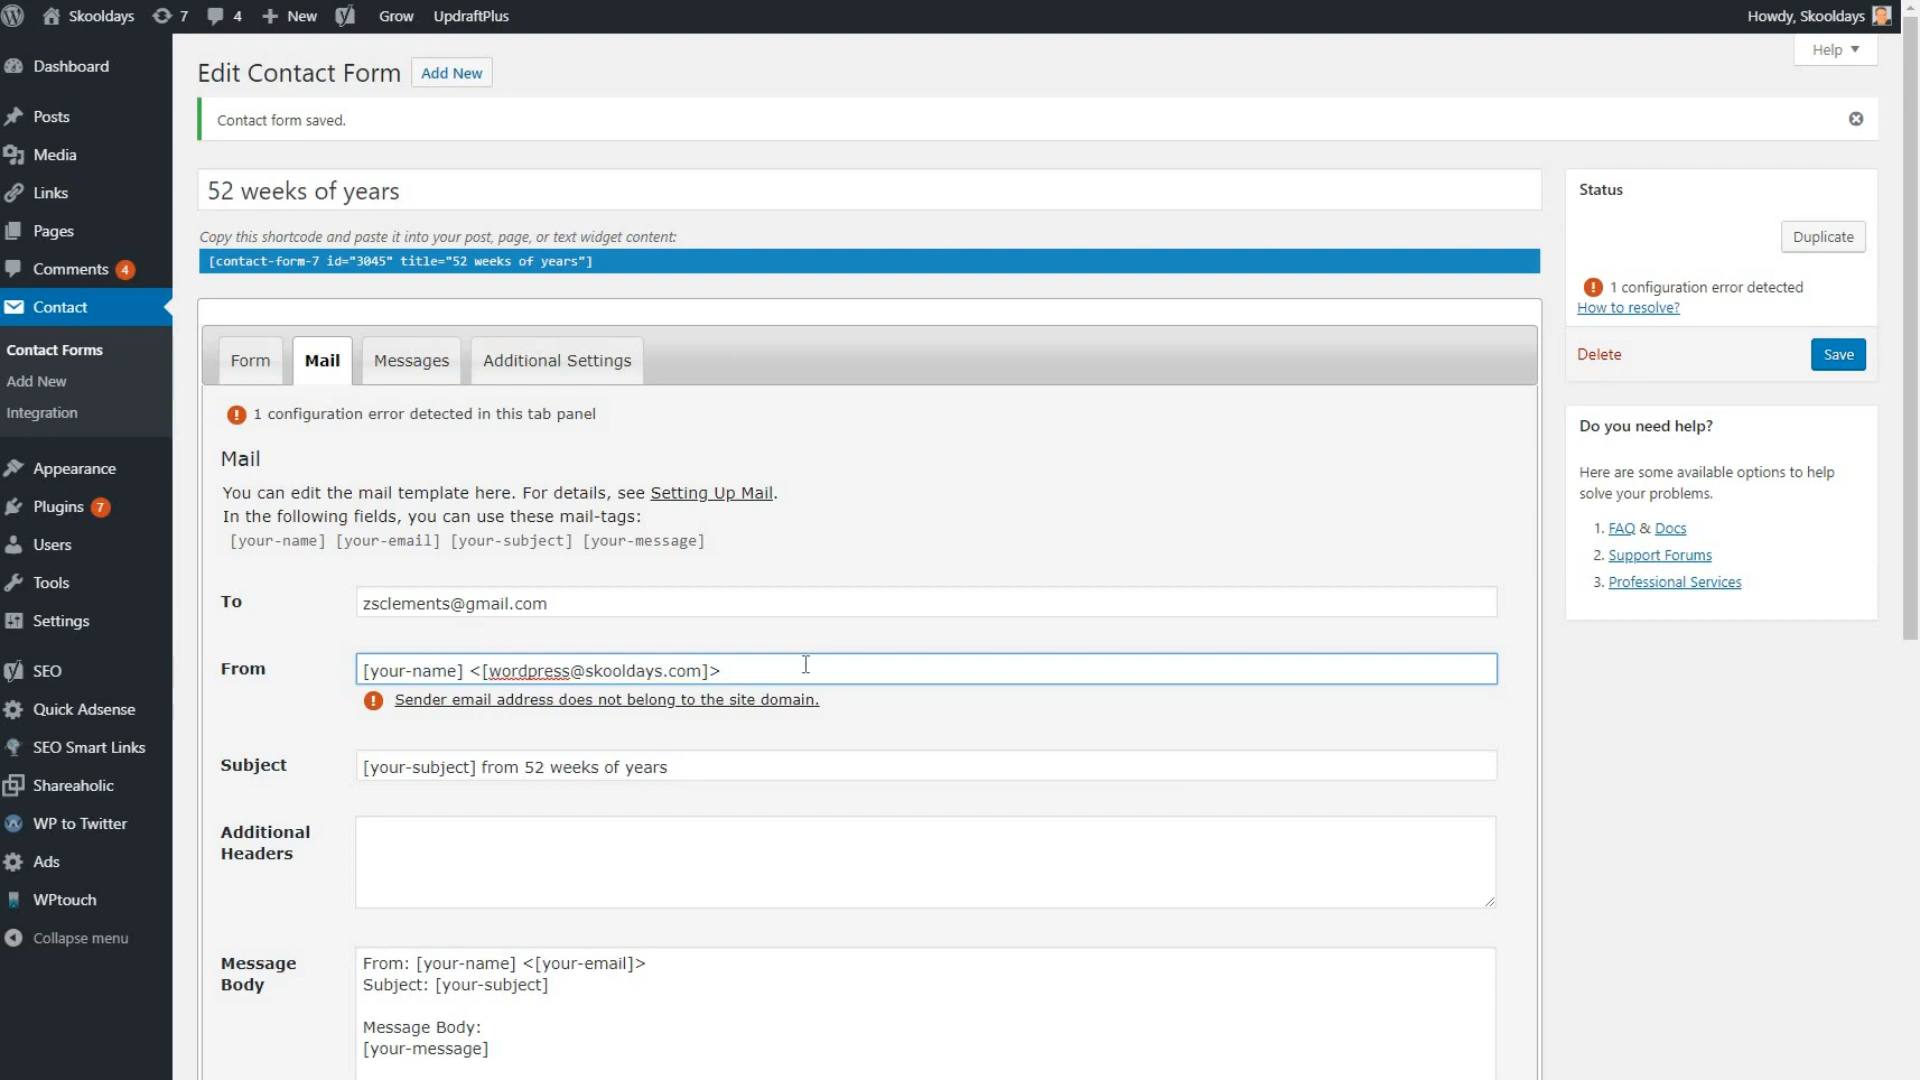 Skooldays 7 4 New Grow UpdraftPlus Howdy, Skooldays
Help
Dashboard
Posts
Media
Links
Pages
Comments 4
Contact
Contact Forms
Add New
Integration
Appearance
Plugins 7
Users
Tools
Settings
SEO
Quick Adsense
SEO Smart Links
Shareaholic
WP to Twitter
Ads
WPtouch
Collapse menu
Edit Contact Form Add New
Contact form saved.
52 weeks of years
Copy this shortcode and paste it into your post, page, or text widget content:
[contact-form-7 id="3045" title="52 weeks of years"]
Form Mail Messages Additional Settings
1 configuration error detected in this tab panel
Mail
You can edit the mail template here. For details, see Setting Up Mail.
In the following fields, you can use these mail-tags:
[your-name] [your-email] [your-subject] [your-message]
To zsclements@gmail.com
From [your-name] <[wordpress@skooldays.com]>
Sender email address does not belong to the site domain.
Subject [your-subject] from 52 weeks of years
Additional
Headers
Message
Body
From: [your-name] <[your-email]>
Subject: [your-subject]
Message Body:
[your-message]
Status
Duplicate
1 configuration error detected
How to resolve?
Delete Save
Do you need help?
Here are some available options to help
solve your problems.
1. FAQ & Docs
2. Support Forums
3. Professional Services